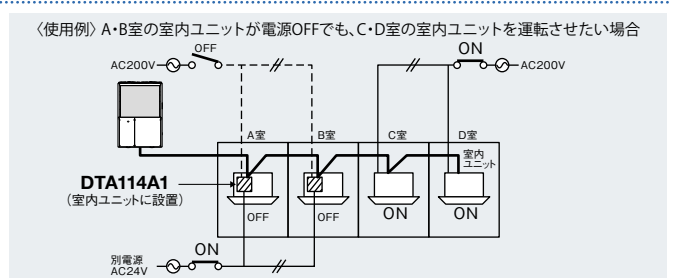 〈使用例〉A・B室の室内ユニットが電源OFFでも、C・D室の室内ユニットを運転させたい場合
OFF
ON
AC200V
AC200V
A室
B室
C室
D室
室内
ユニット
DTA114A1
(室内ユニットに設置)
OFF
OFF
ON
ON
ON
別電源
AC24V